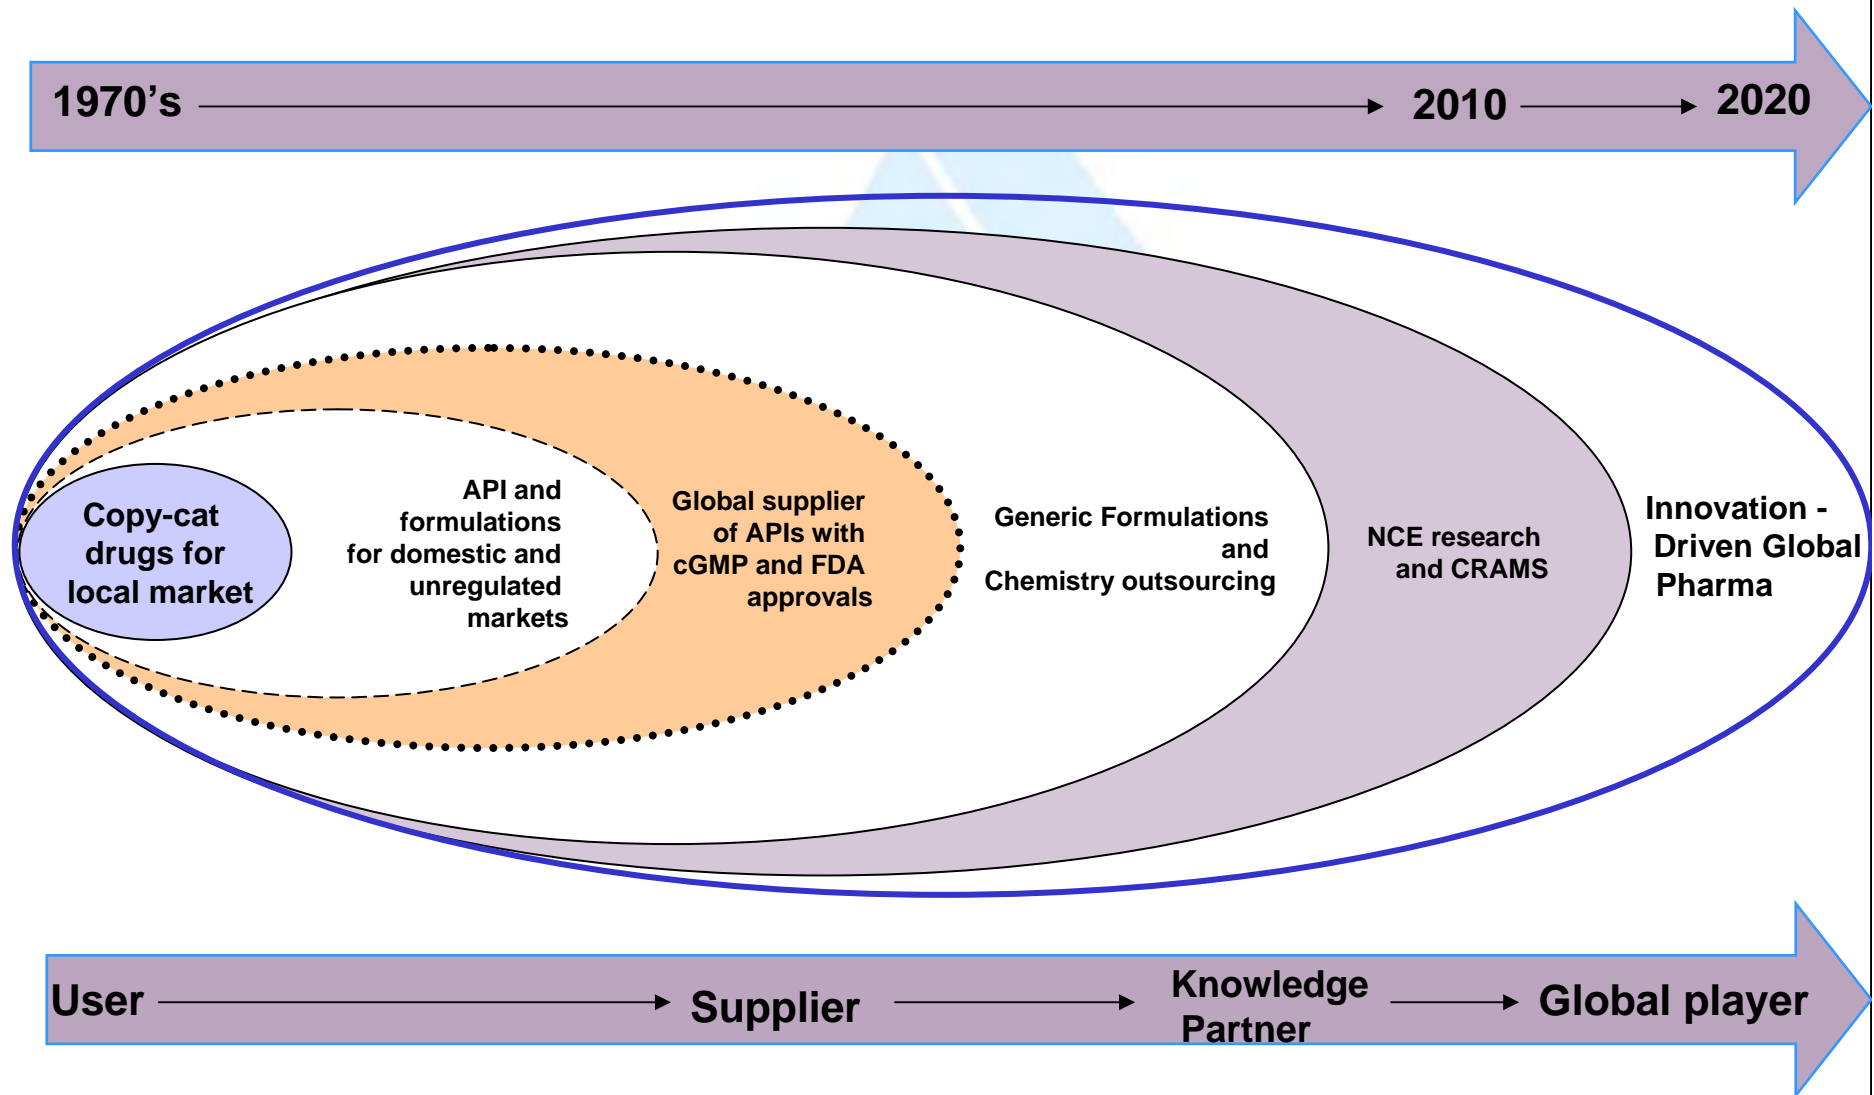 1970’s 2010 2020
Copy-cat
drugs for
local market
API and
formulations
for domestic and
unregulated
markets
Global supplier
of APIs with
cGMP and FDA
approvals
Generic Formulations
and
Chemistry outsourcing
NCE research
and CRAMS
Innovation -
Driven Global
Pharma
User
Supplier
Knowledge
Partner
Global player